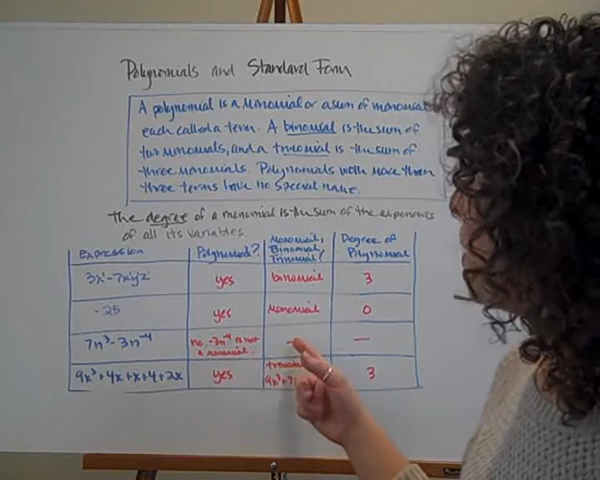 Polynomials and Standard Form
A polynomial is a monomial or a sum of monomials
each called a term. A binomial is the sum of
two monomials, and a trinomial is the sum of
three monomials. Polynomials with more than
three terms have no special name.
The degree of a monomial is the sum of the exponents
of all its variables
Expression Polynomial? Monomial, Binomial, Trinomial? Degree of Polynomial
3x¹-7x¹y¹z¹ yes binomial 3
-25 yes Monomial 0
7n³-3n⁻⁴ no, -3n⁻⁴ is not a monomial. — —
9x³+4x+x+4+2x yes 9x³+7 3